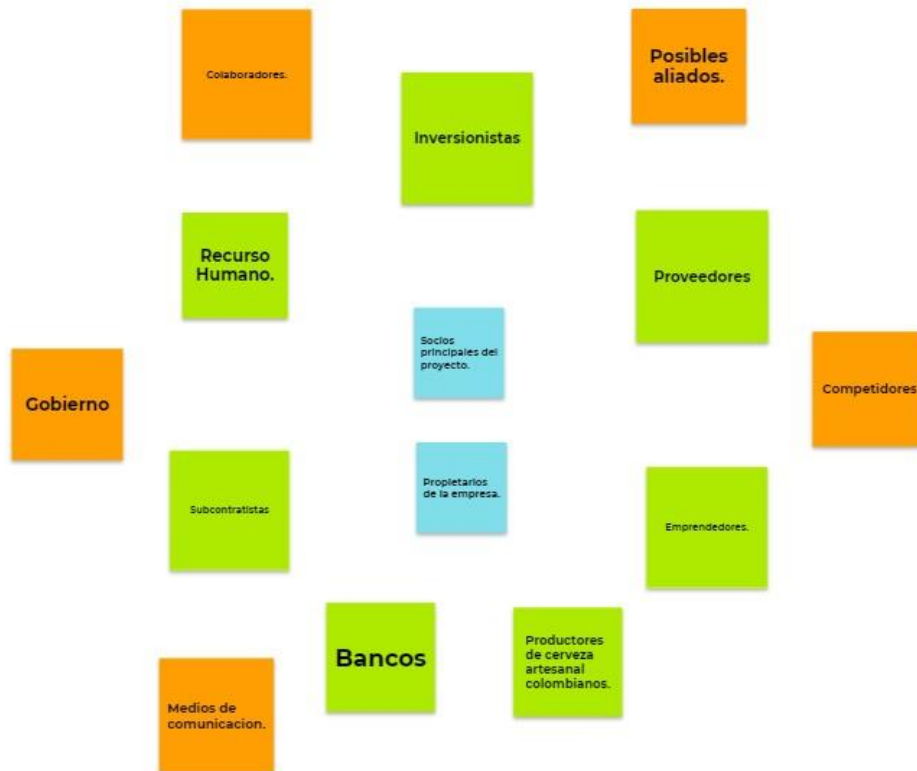 Colaboradores.
Posibles
aliados.
Inversionistas
Recurso
Humano.
Proveedores
Socios
principales del
proyecto.
Gobierno
Competidores
Propietarios
de la empresa.
Subcontratistas
Emprendedores.
Bancos
Productores
de cerveza
artesanal
colombianos.
Medios de
comunicacion.